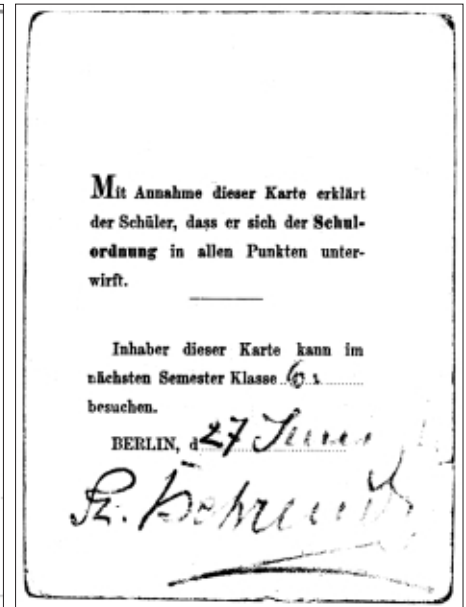 Mit Annahme dieser Karte erklärt
der Schüler, dass er sich der Schul-
ordnung in allen Punkten unter-
wirft.
Inhaber dieser Karte kann im
nächsten Semester Klasse
besuchen.
BERLIN, d 27